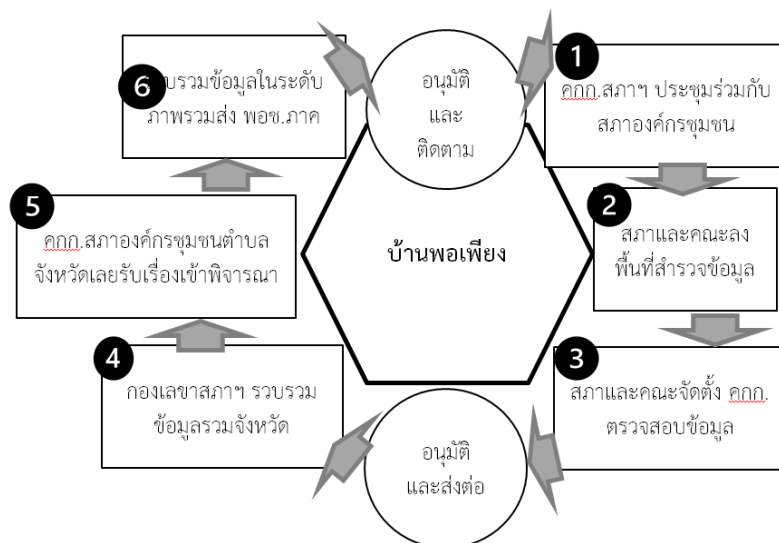 อนุมัติ
และ
ติดตาม
1
คกก.สภาฯ ประชุมร่วมกับ
สภาองค์กรชุมชน
2
สภาและคณะลง
พื้นที่สำรวจข้อมูล
3
สภาและคณะจัดตั้ง คกก.
ตรวจสอบข้อมูล
อนุมัติ
และส่งต่อ
4
กองเลขาสภาฯ รวบรวม
ข้อมูลรวมจังหวัด
5
คกก.สภาองค์กรชุมชนตำบล
จังหวัดเลยรับเรื่องเข้าพิจารณา
6
บรวมข้อมูลในระดับ
ภาพรวมส่ง พอช.ภาค
บ้านพอเพียง